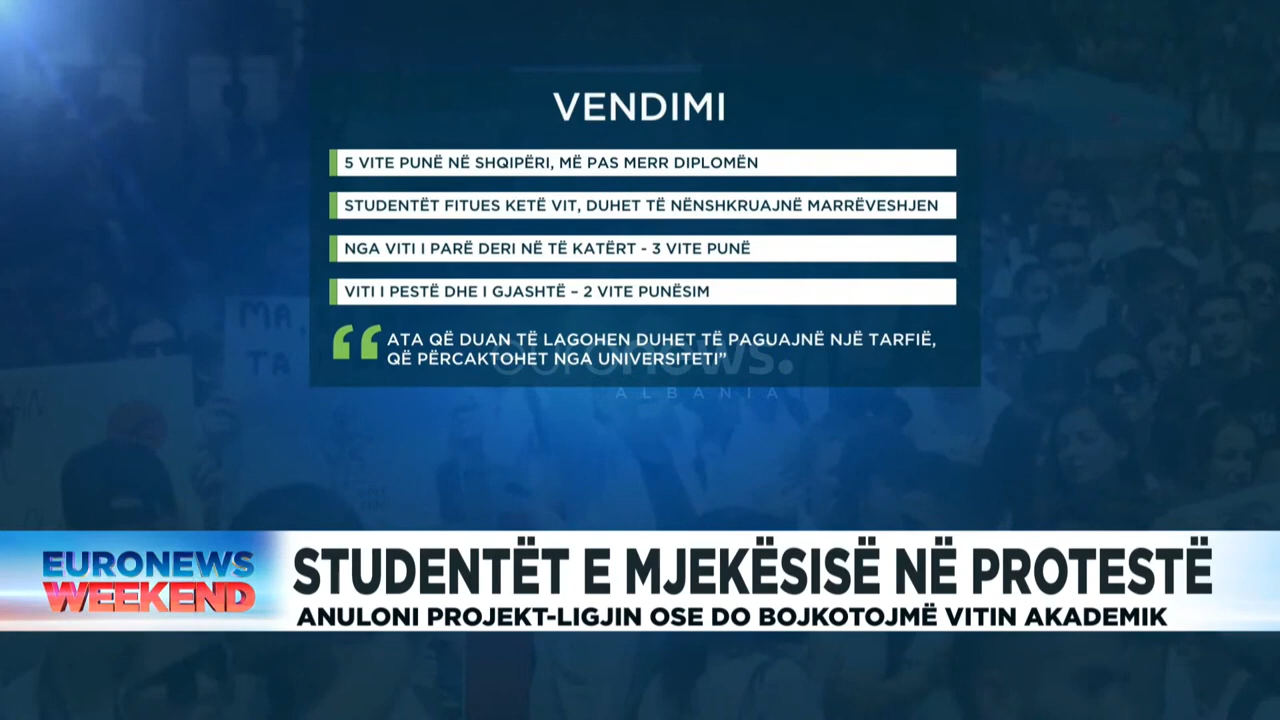 VENDIMI
5 VITE PUNË NË SHQIPËRI, MË PAS MERR DIPLOMËN
STUDENTËT FITUES KETË VIT, DUHET TË NËNSHKRUAJNË MARRËVESHJEN
NGA VITI I PARË DERI NË TË KATËRT - 3 VITE PUNË
VITI I PESTË DHE I GJASHTË – 2 VITE PUNËSIM
ATA QË DUAN TË LAGOHEN DUHET TË PAGUAJNË NJË TARFIË,
QË PËRCAKTOHET NGA UNIVERSITETI”
euronews.
ALBANIA
MA,
TA
EURONEWS
WEEKEND
STUDENTËT E MJEKËSISË NË PROTESTË
ANULONI PROJEKT-LIGJIN OSE DO BOJKOTOJMË VITIN AKADEMIK